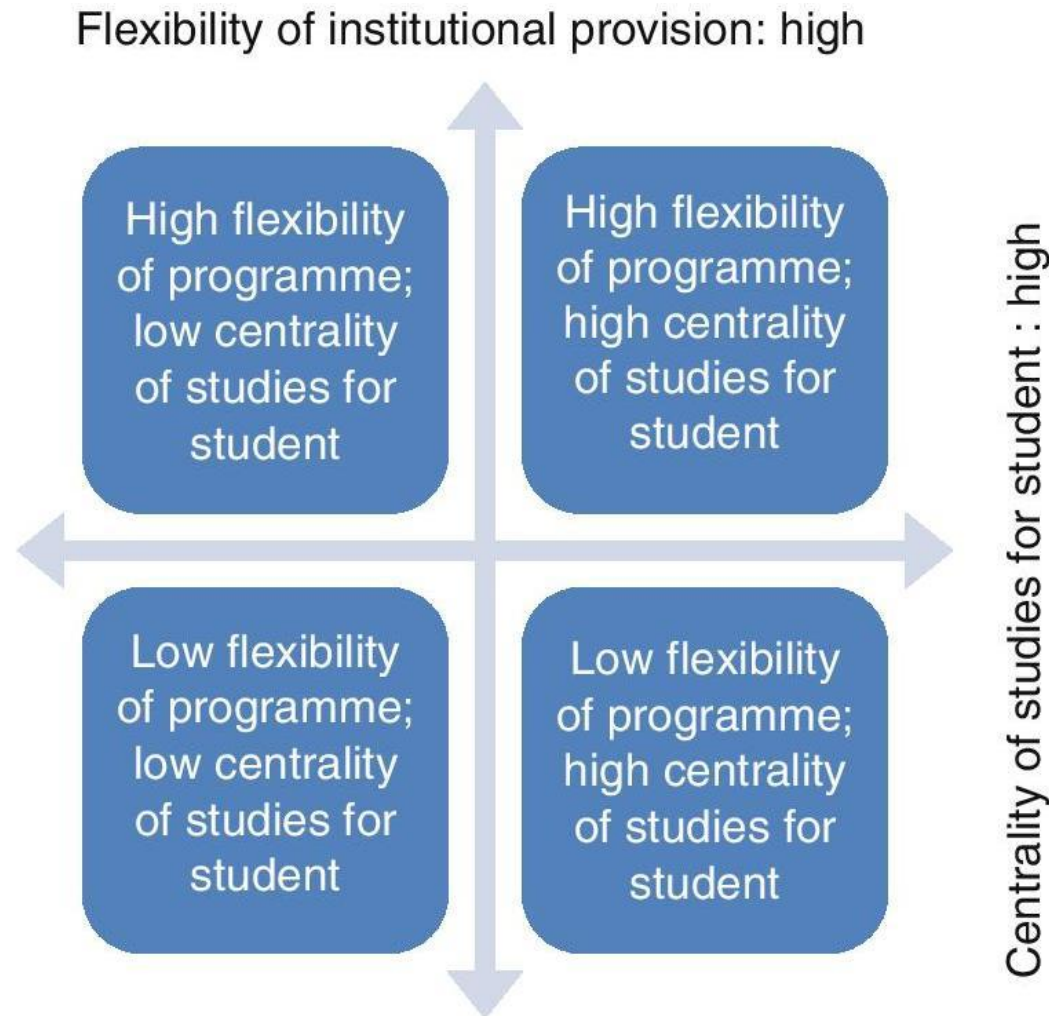 Flexibility of institutional provision: high
High flexibility
of programme;
low centrality
of studies for
student
High flexibility
of programme;
high centrality
of studies for
student
Centrality of studies for student : high
Low flexibility
of programme;
low centrality
of studies for
student
Low flexibility
of programme;
high centrality
of studies for
student